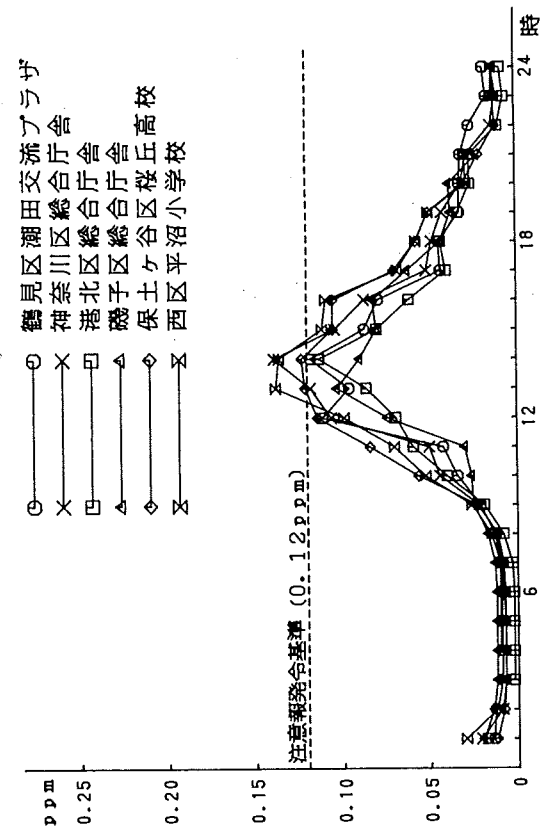 ppm
0.25
0.20
0.15
0.10
0.05
0
鶴見区潮田交流プラザ
神奈川区総合庁舎
港北区総合庁舎
磯子区総合庁舎
保土ヶ谷区桜丘高校
西区平沼小学校
注意報発令基準 (0.12ppm)
6
12
18
24
時